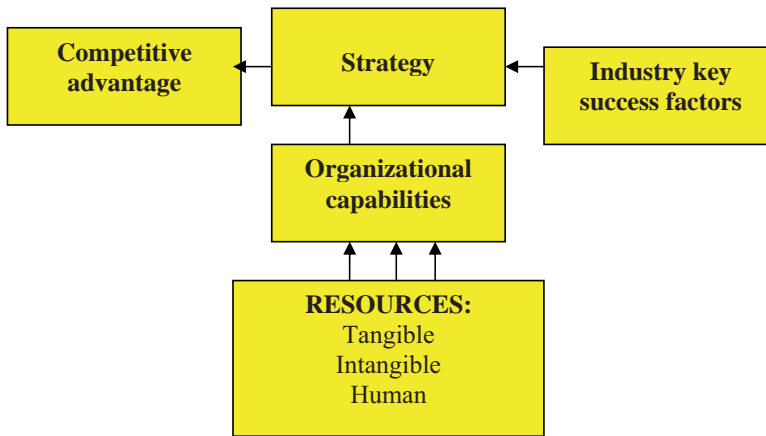 Competitive
advantage
Strategy
Industry key
success factors
Organizational
capabilities
RESOURCES:
Tangible
Intangible
Human